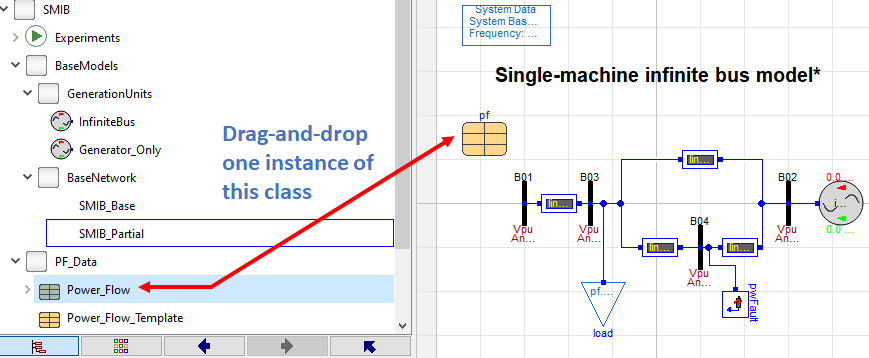 SMIB
Experiments
BaseModels
GenerationUnits
InfiniteBus
Generator_Only
BaseNetwork
SMIB_Base
SMIB_Partial
PF_Data
Power_Flow
Power_Flow_Template
Drag-and-drop
one instance of
this class
System Data
System Bas...
Frequency: ...
Single-machine infinite bus model*
pf
lin...
B01
B03
B02
0.0 ...
lin...
i...
B04
Vpu
An...
Vpu
An...
lin...
lin...
Vpu
An...
0.0 ...
Vpu
An...
pf....
load
pwFault